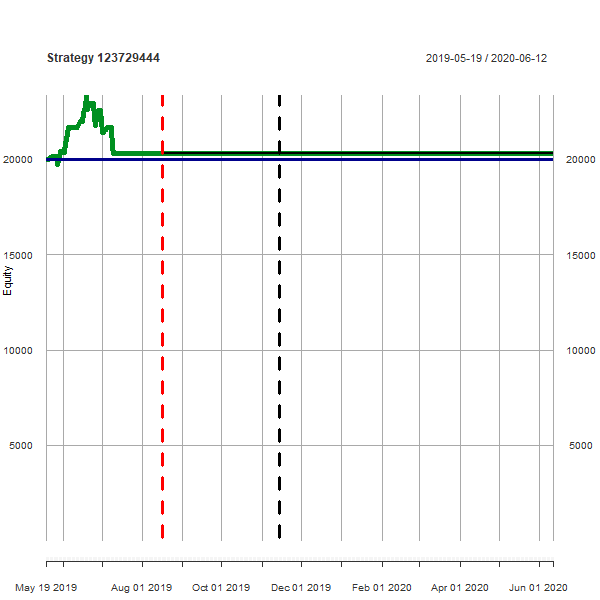 Strategy 123729444
2019-05-19 / 2020-06-12
20000
20000
15000
15000
Equity
10000
10000
5000
5000
May 19 2019
Aug 01 2019
Oct 01 2019
Dec 01 2019
Feb 01 2020
Apr 01 2020
Jun 01 2020